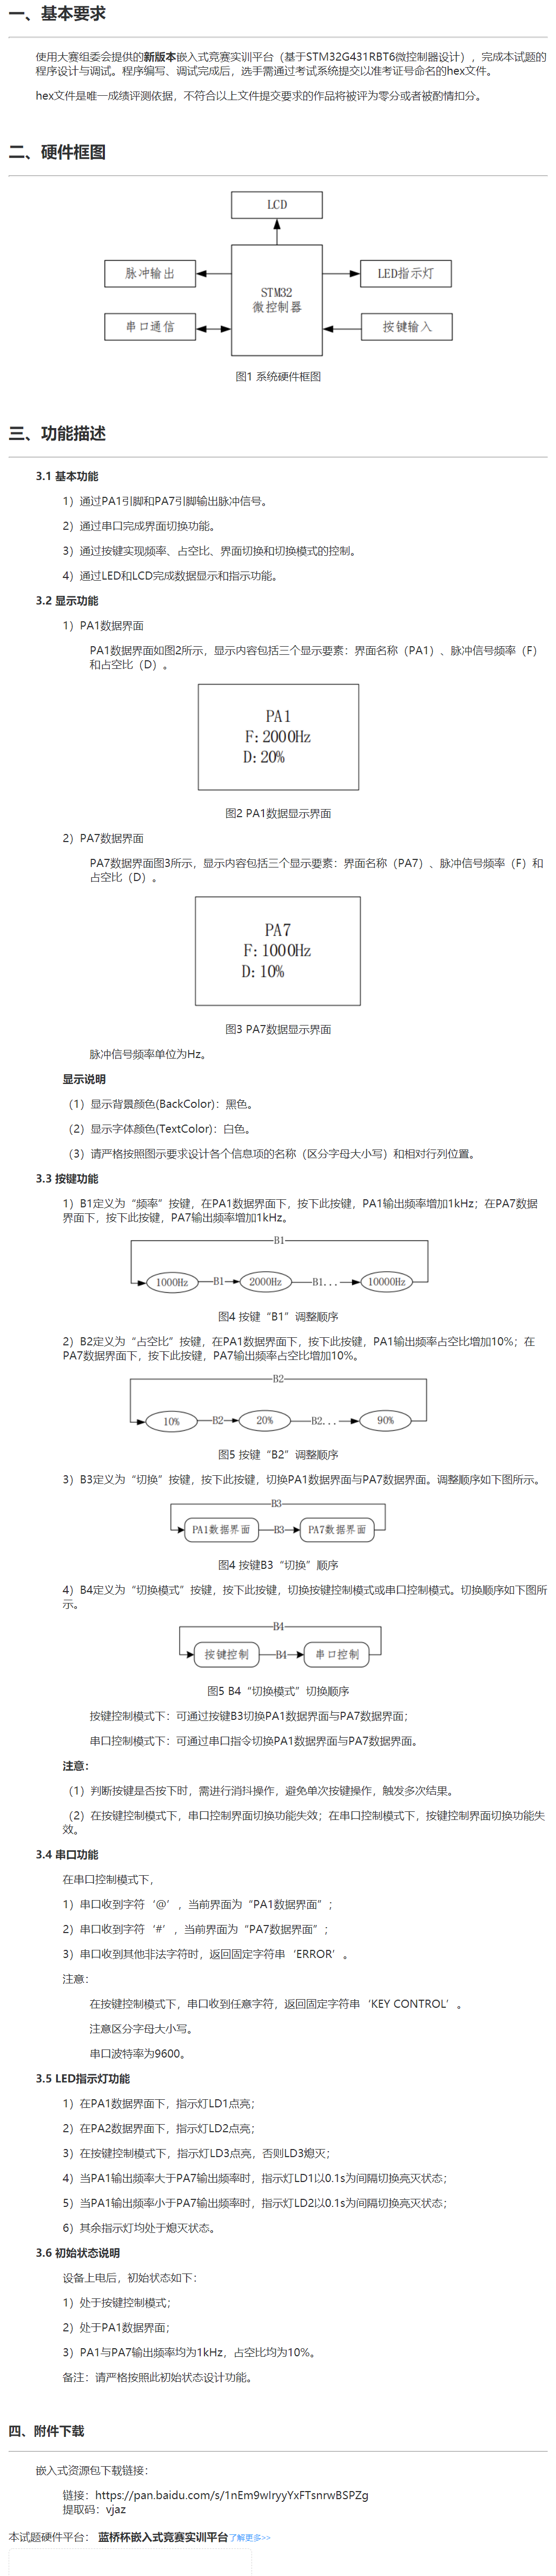 一、基本要求
使用大赛组委会提供的新版本嵌入式竞赛实训平台（基于STM32G431RBT6微控制器设计），完成本试题的
程序设计与调试。程序编写、调试完成后，选手需通过考试系统提交以准考证号命名的hex文件。
hex文件是唯一成绩评测依据，不符合以上文件提交要求的作品将被评为零分或者被酌情扣分。
二、硬件框图
LCD
脉冲输出
STM32
微控制器
LED指示灯
串口通信
按键输入
图1 系统硬件框图
三、功能描述
3.1 基本功能
1）通过PA1引脚和PA7引脚输出脉冲信号。
2）通过串口完成界面切换功能。
3）通过按键实现频率、占空比、界面切换和切换模式的控制。
4）通过LED和LCD完成数据显示和指示功能。
3.2 显示功能
1）PA1数据界面
PA1数据界面如图2所示，显示内容包括三个显示要素：界面名称（PA1）、脉冲信号频率（F）
和占空比（D）。
PA1
F:2000Hz
D:20%
图2 PA1数据显示界面
2）PA7数据界面
PA7数据界面图3所示，显示内容包括三个显示要素：界面名称（PA7）、脉冲信号频率（F）和
占空比（D）。
PA7
F:1000Hz
D:10%
图3 PA7数据显示界面
脉冲信号频率单位为Hz。
显示说明
（1）显示背景颜色(BackColor)：黑色。
（2）显示字体颜色(TextColor)：白色。
（3）请严格按照图示要求设计各个信息项的名称（区分字母大小写）和相对行列位置。
3.3 按键功能
1）B1定义为“频率”按键，在PA1数据界面下，按下此按键，PA1输出频率增加1kHz；在PA7数据
界面下，按下此按键，PA7输出频率增加1kHz。
B1
1000Hz B1 2000Hz B1... 10000Hz
图4 按键“B1”调整顺序
2）B2定义为“占空比”按键，在PA1数据界面下，按下此按键，PA1输出频率占空比增加10%；在
PA7数据界面下，按下此按键，PA7输出频率占空比增加10%。
B2
10% B2 20% B2... 90%
图5 按键“B2”调整顺序
3）B3定义为“切换”按键，按下此按键，切换PA1数据界面与PA7数据界面。调整顺序如下图所示。
B3
PA1数据界面 B3 PA7数据界面
图4 按键B3“切换”顺序
4）B4定义为“切换模式”按键，按下此按键，切换按键控制模式或串口控制模式。切换顺序如下图所
示。
B4
按键控制 B4 串口控制
图5 B4“切换模式”切换顺序
按键控制模式下：可通过按键B3切换PA1数据界面与PA7数据界面；
串口控制模式下：可通过串口指令切换PA1数据界面与PA7数据界面。
注意：
（1）判断按键是否按下时，需进行消抖操作，避免单次按键操作，触发多次结果。
（2）在按键控制模式下，串口控制界面切换功能失效；在串口控制模式下，按键控制界面切换功能失
效。
3.4 串口功能
在串口控制模式下，
1）串口收到字符‘@’，当前界面为“PA1数据界面”；
2）串口收到字符‘#’，当前界面为“PA7数据界面”；
3）串口收到其他非法字符时，返回固定字符串‘ERROR’。
注意：
在按键控制模式下，串口收到任意字符，返回固定字符串‘KEY CONTROL’。
注意区分字母大小写。
串口波特率为9600。
3.5 LED指示灯功能
1）在PA1数据界面下，指示灯LD1点亮；
2）在PA2数据界面下，指示灯LD2点亮；
3）在按键控制模式下，指示灯LD3点亮，否则LD3熄灭；
4）当PA1输出频率大于PA7输出频率时，指示灯LD1以0.1s为间隔切换亮灭状态；
5）当PA1输出频率小于PA7输出频率时，指示灯LD2以0.1s为间隔切换亮灭状态；
6）其余指示灯均处于熄灭状态。
3.6 初始状态说明
设备上电后，初始状态如下：
1）处于按键控制模式；
2）处于PA1数据界面；
3）PA1与PA7输出频率均为1kHz，占空比均为10%。
备注：请严格按照此初始状态设计功能。
四、附件下载
嵌入式资源包下载链接：
链接：https://pan.baidu.com/s/1nEm9wIryyYxFTsnrwBSPZg
提取码：vjaz
本试题硬件平台： 蓝桥杯嵌入式竞赛实训平台了解更多>>